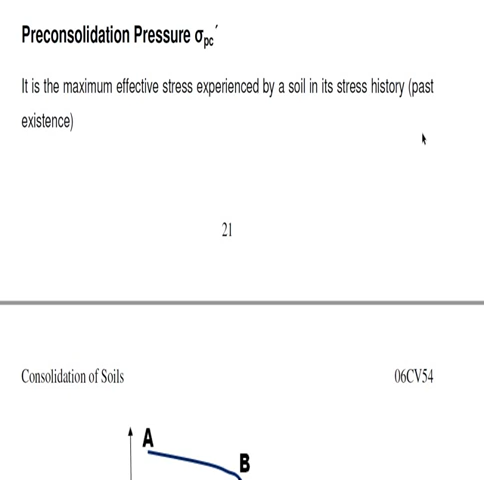 Preconsolidation Pressure σpc´
It is the maximum effective stress experienced by a soil in its stress history (past
existence)
21
Consolidation of Soils 06CV54
A
B